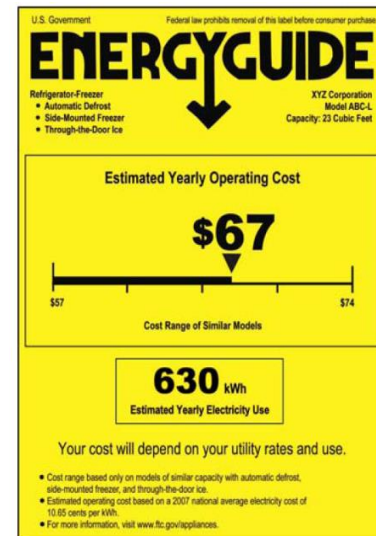 U.S. Government Federal law prohibits removal of this label before consumer purchase.
ENERGYGUIDE
Refrigerator-Freezer
• Automatic Defrost
• Side-Mounted Freezer
• Through-the-Door Ice
XYZ Corporation
Model ABC-L
Capacity: 23 Cubic Feet
Estimated Yearly Operating Cost
$67
$57 $74
Cost Range of Similar Models
630 kWh
Estimated Yearly Electricity Use
Your cost will depend on your utility rates and use.
• Cost range based only on models of similar capacity with automatic defrost,
side-mounted freezer, and through-the-door ice.
• Estimated operating cost based on a 2007 national average electricity cost of
10.65 cents per kWh.
• For more information, visit www.ftc.gov/appliances.